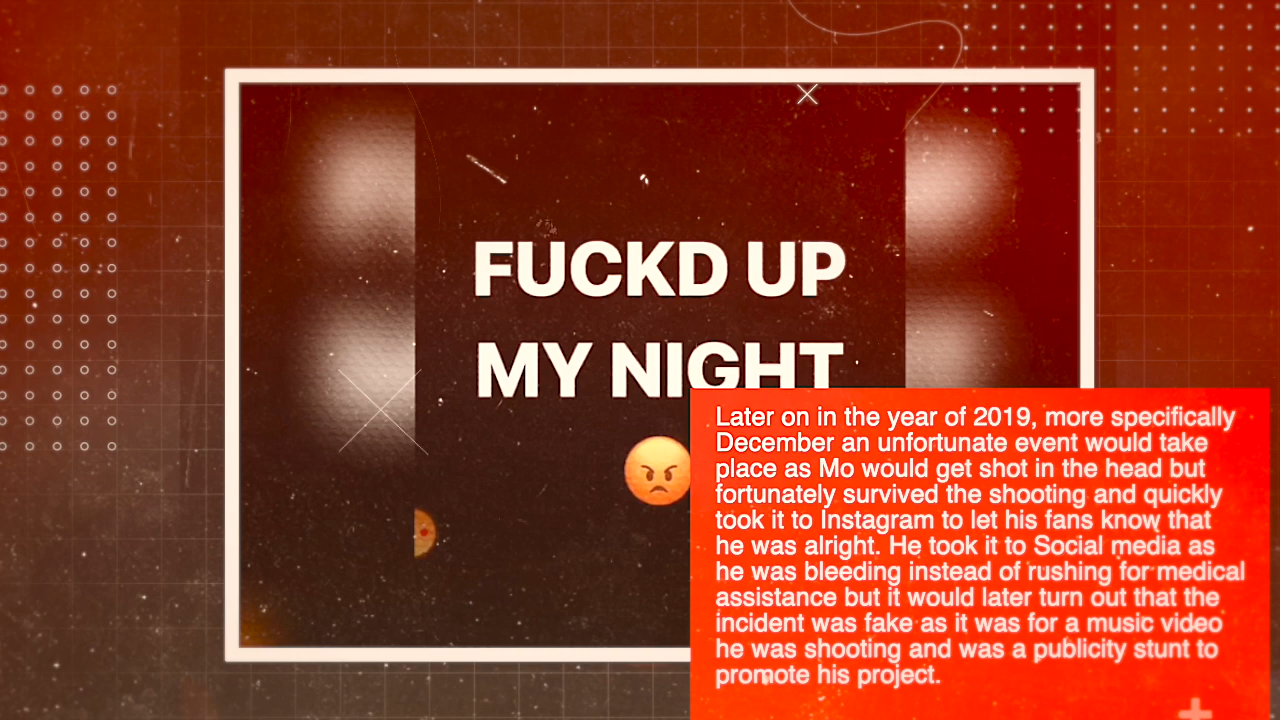 FUCKD UP
MY NIGHT
Later on in the year of 2019, more specifically
December an unfortunate event would take
place as Mo would get shot in the head but
fortunately survived the shooting and quickly
took it to Instagram to let his fans know that
he was alright. He took it to Social media as
he was bleeding instead of rushing for medical
assistance but it would later turn out that the
incident was fake as it was for a music video
he was shooting and was a publicity stunt to
promote his project.